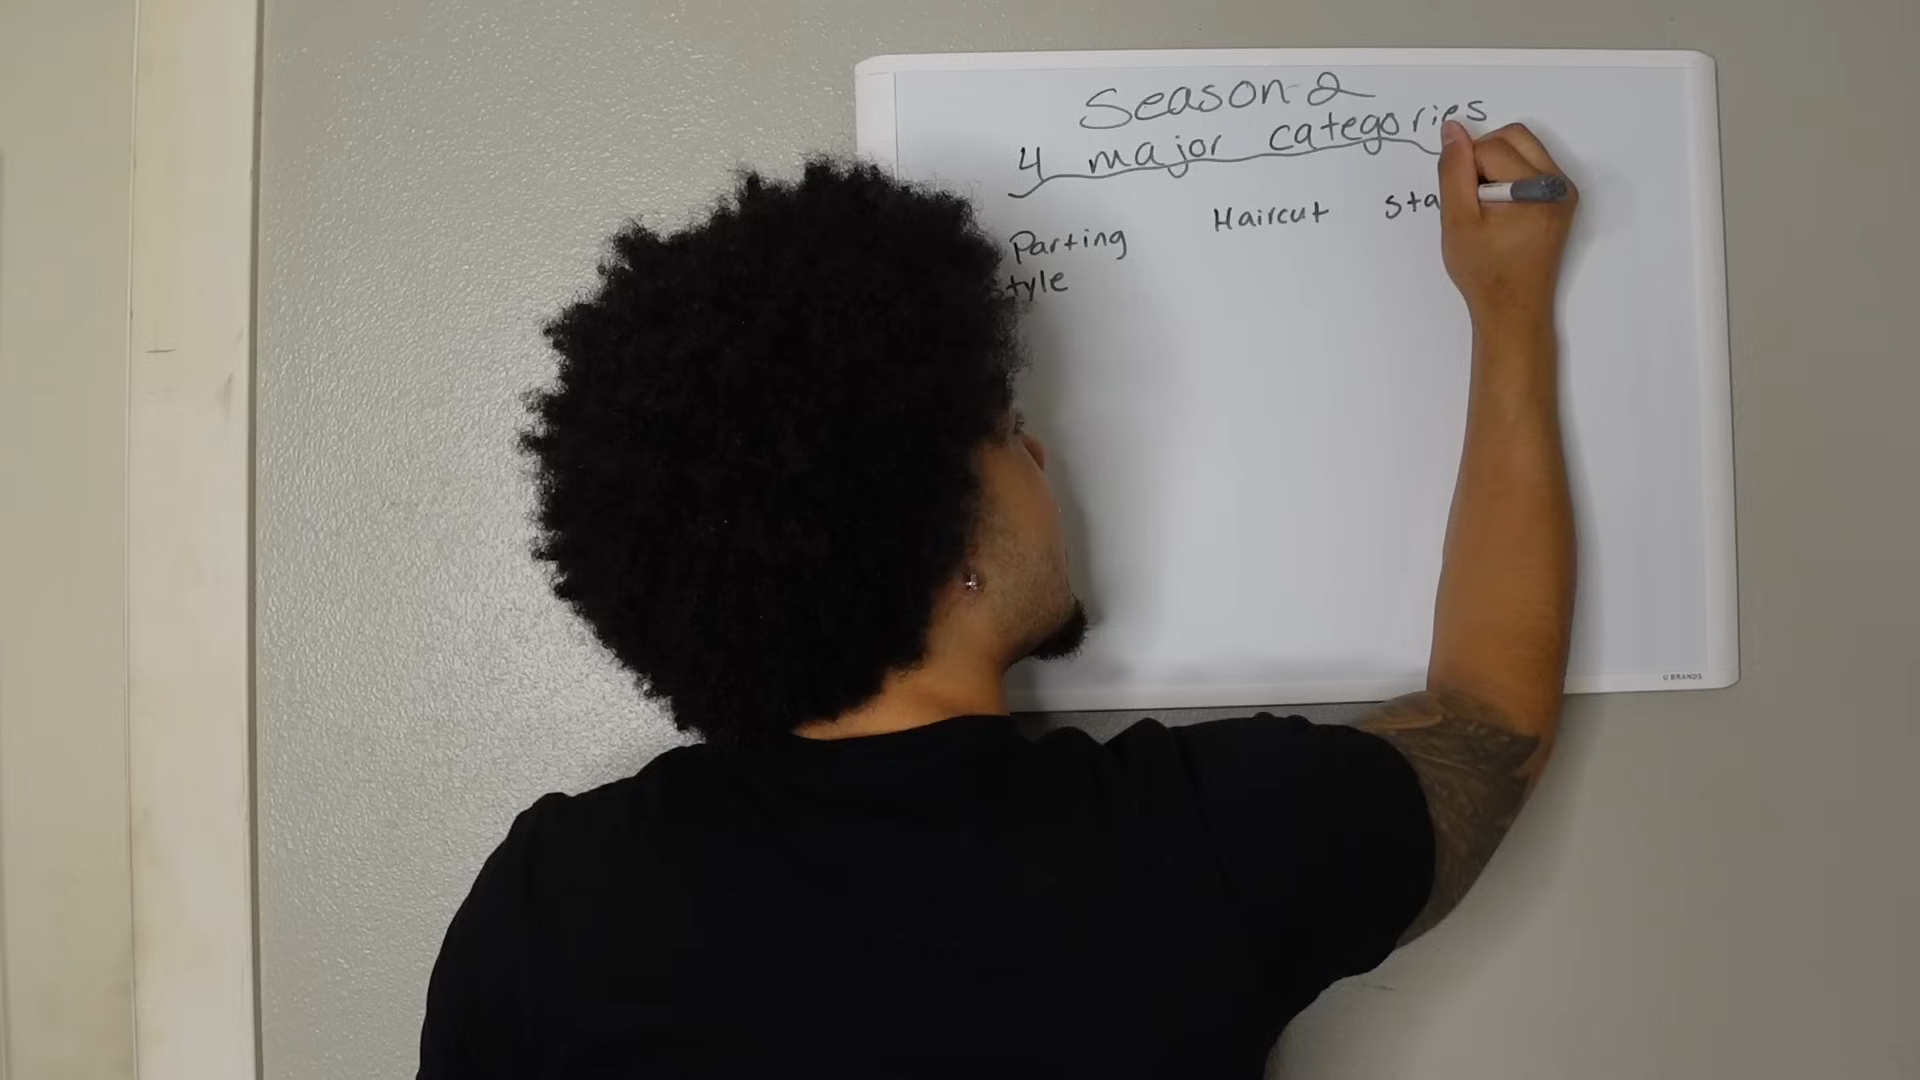 Season 2
4 major categories
Parting Haircut sta
tyle
U BRANDS